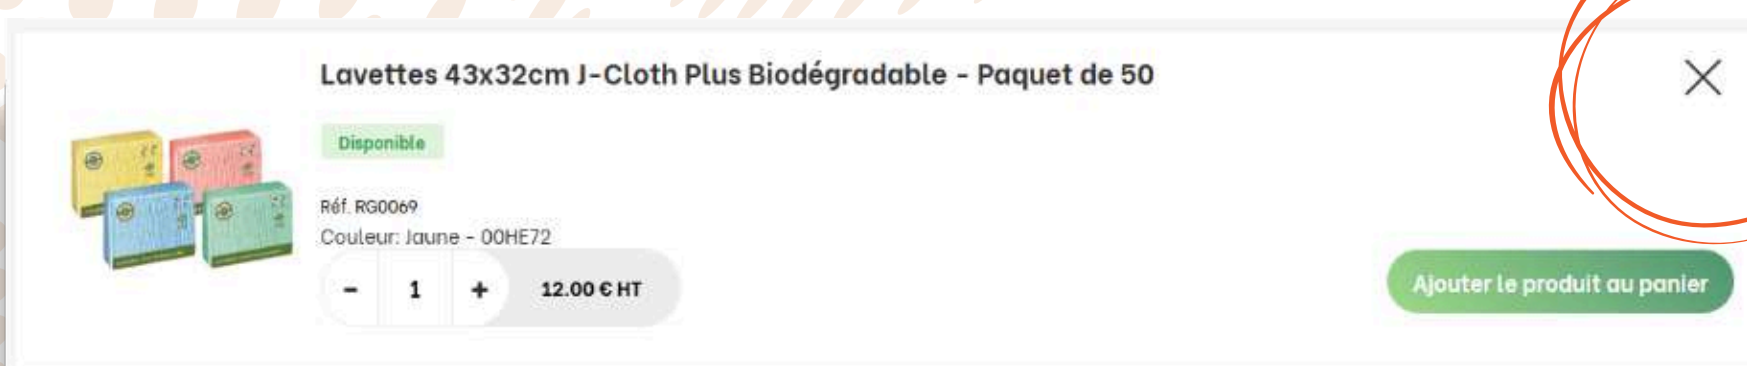 Lavettes 43x32cm J-Cloth Plus Biodégradable - Paquet de 50
Disponible
Réf. RG0069
Couleur: Jaune - 00HE72
- 1 + 12.00 € HT
Ajouter le produit au panier